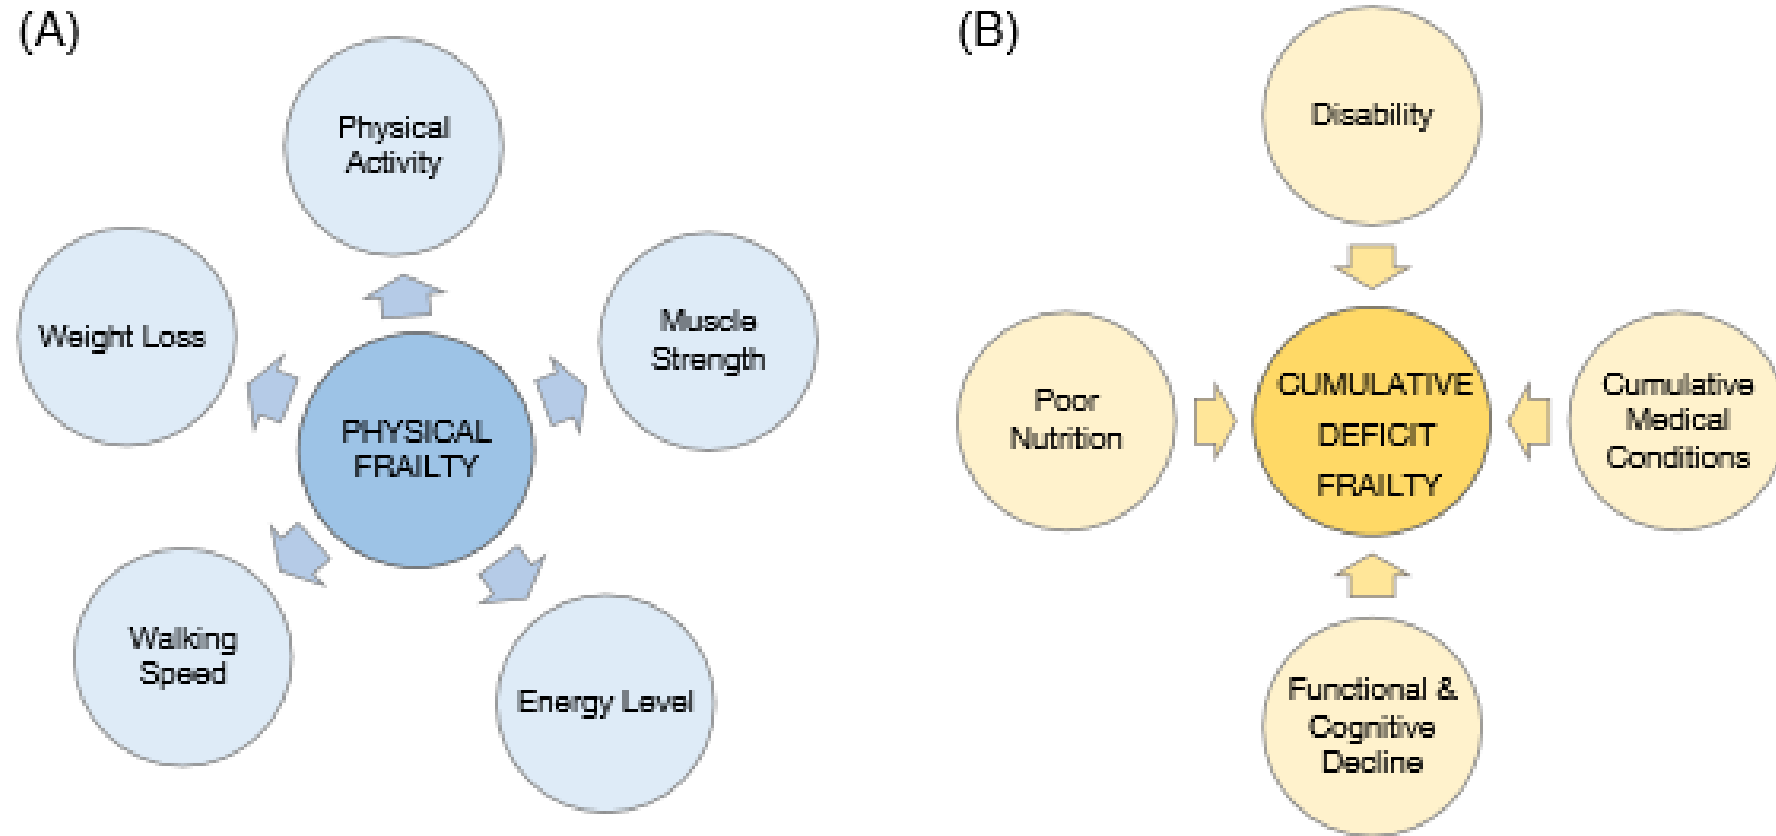 (A)
Physical
Activity
Weight Loss
Muscle
Strength
PHYSICAL
FRAILTY
Walking
Speed
Energy Level
(B)
Disability
Poor
Nutrition
CUMULATIVE
DEFICIT
FRAILTY
Cumulative
Medical
Conditions
Functional &
Cognitive
Decline